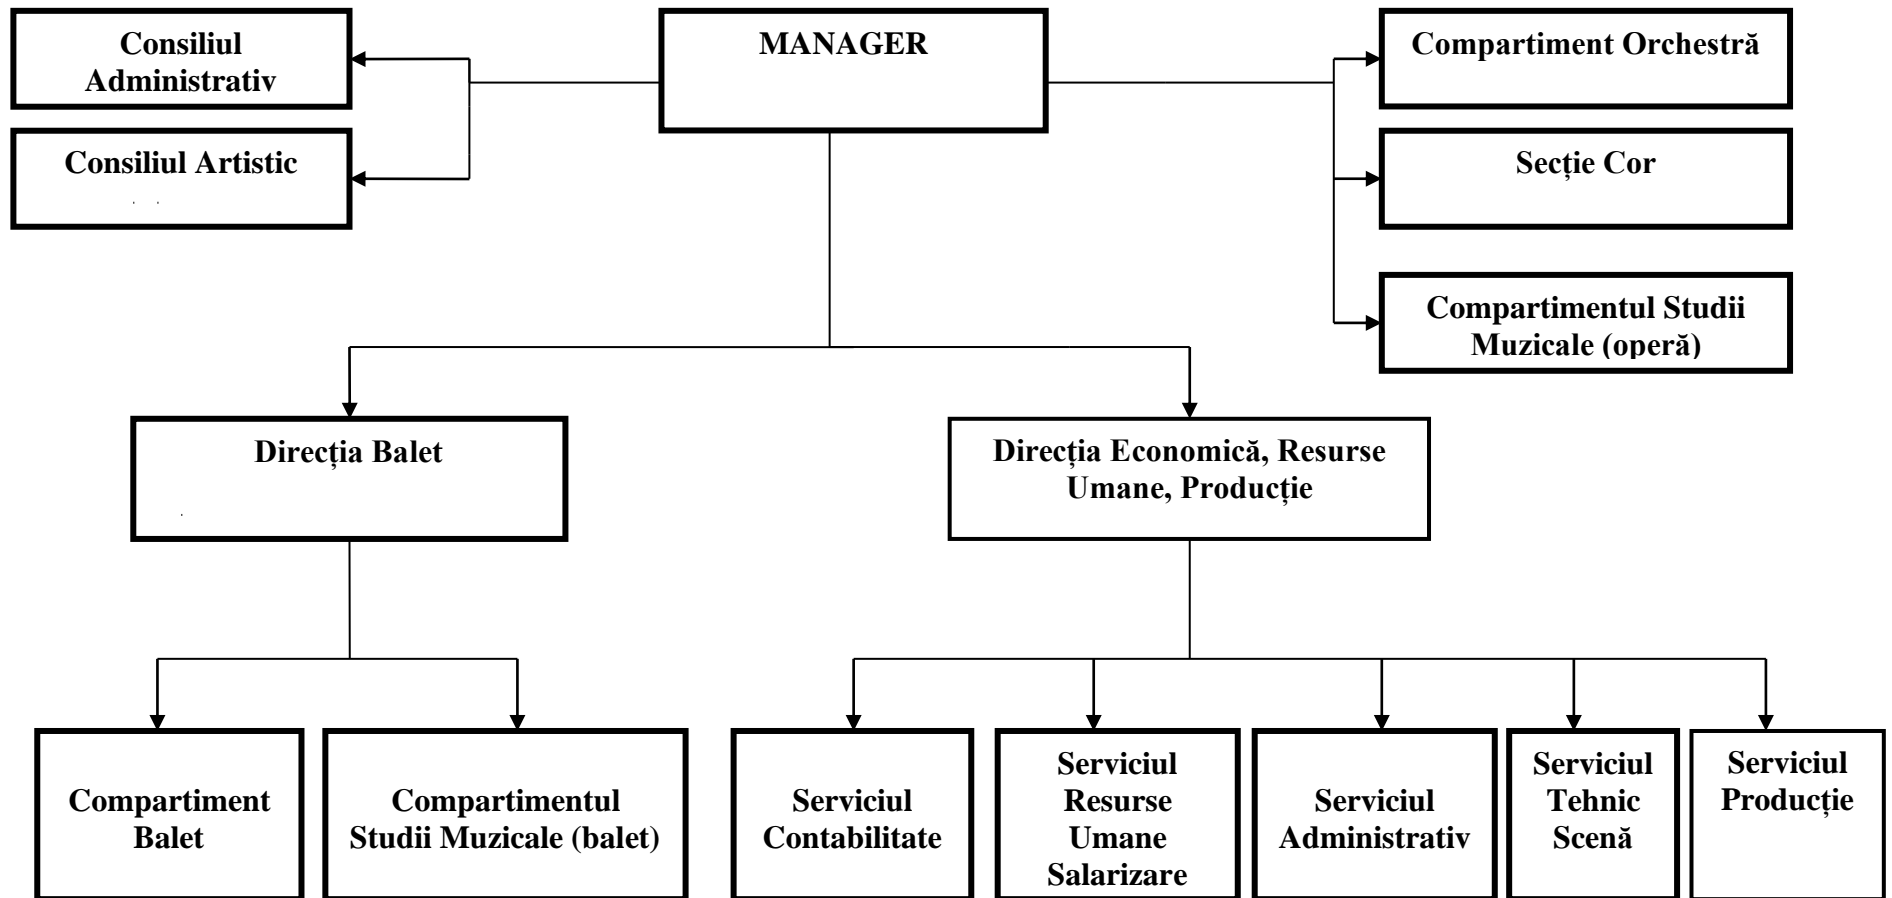 Consiliul
Administrativ
MANAGER
Compartiment Orchestră
Consiliul Artistic
Secție Cor
Compartimentul Studii
Muzicale (operă)
Direcția Balet
Direcția Economică, Resurse
Umane, Producție
Compartiment
Balet
Compartimentul
Studii Muzicale (balet)
Serviciul
Contabilitate
Serviciul
Resurse
Umane
Salarizare
Serviciul
Administrativ
Serviciul
Tehnic
Scenă
Serviciul
Producție